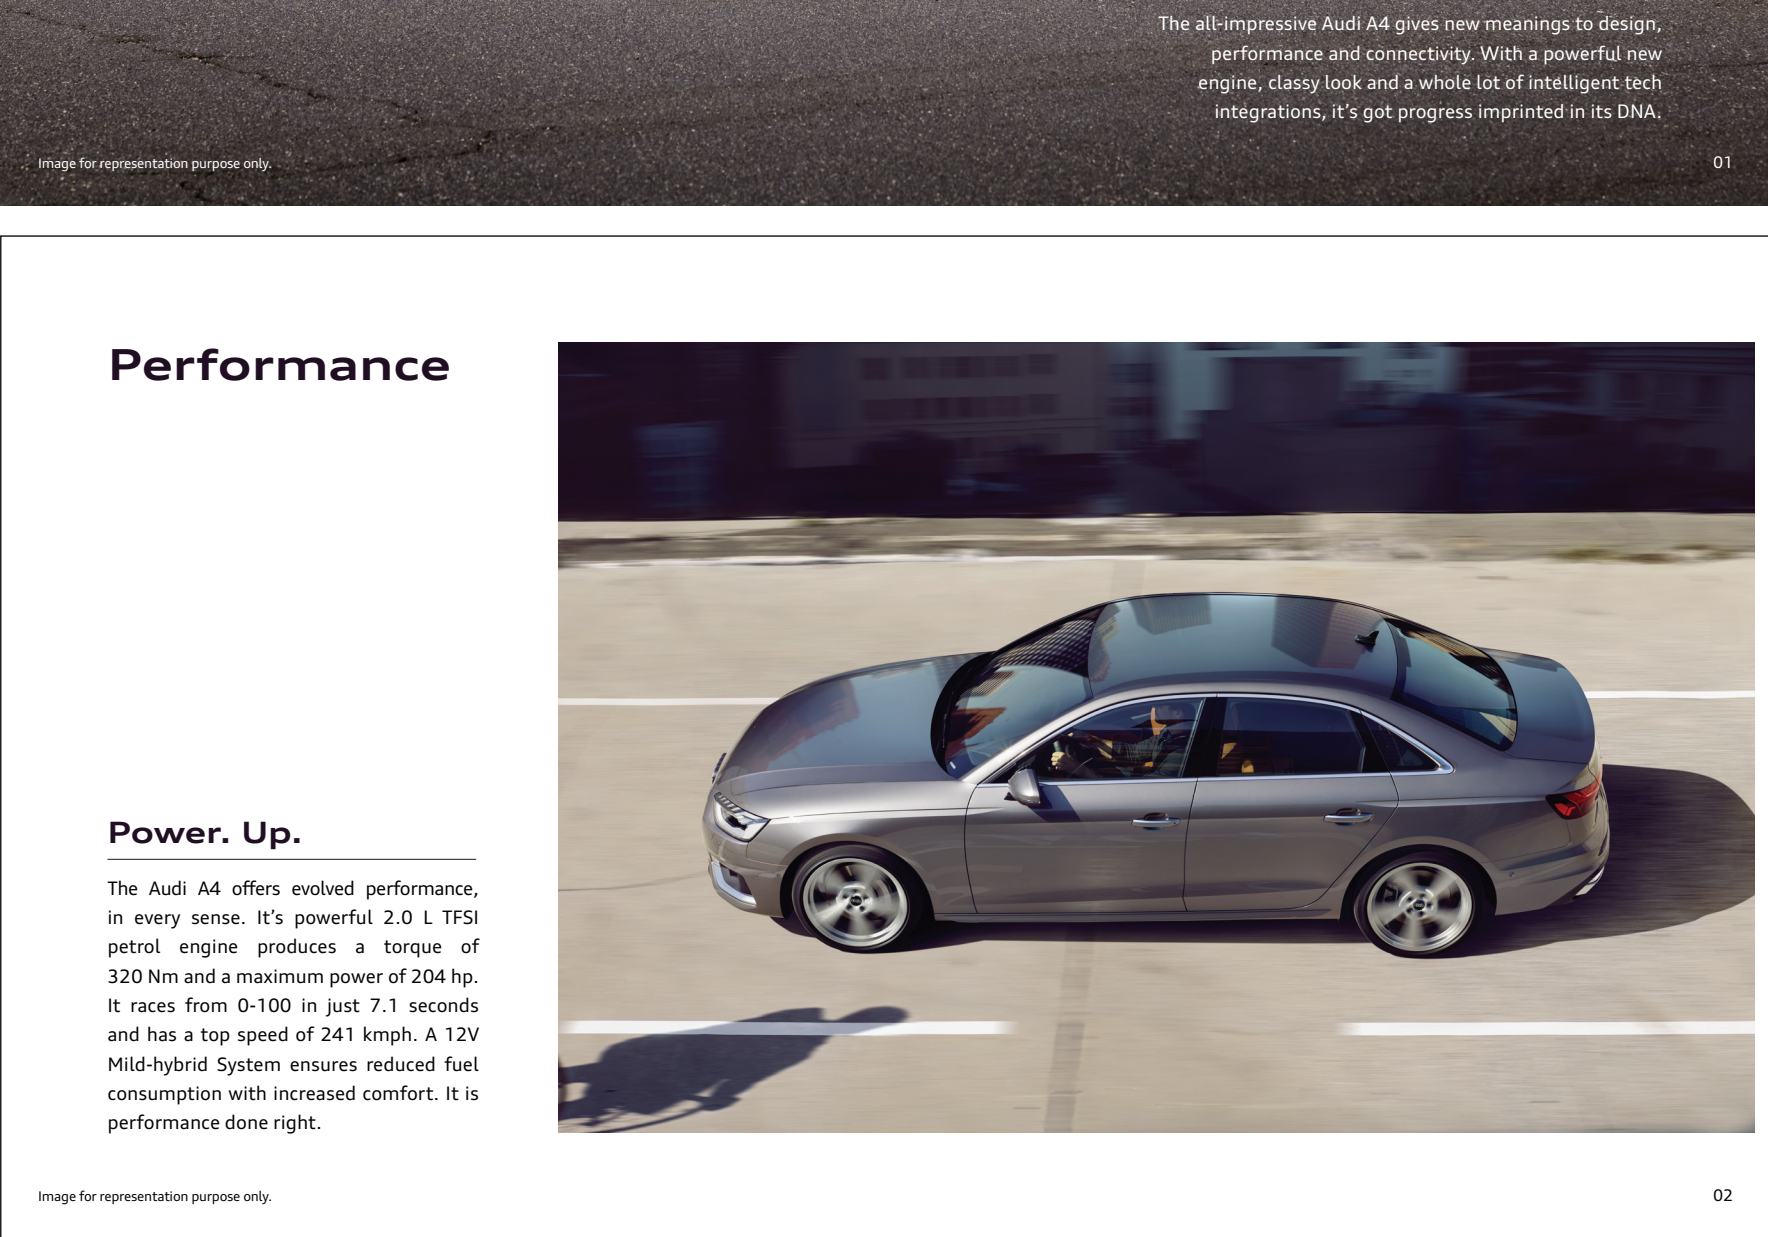 The all-impressive Audi A4 gives new meanings to design,
performance and connectivity. With a powerful new
engine, classy look and a whole lot of intelligent tech
integrations, it's got progress imprinted in its DNA.
Image for representation purpose only.
01
Performance
Power. Up.
The Audi A4 offers evolved performance,
in every sense. It's powerful 2.0 L TFSI
petrol engine produces a torque of
320 Nm and a maximum power of 204 hp.
It races from 0-100 in just 7.1 seconds
and has a top speed of 241 kmph. A 12V
Mild-hybrid System ensures reduced fuel
consumption with increased comfort. It is
performance done right.
Image for representation purpose only.
02